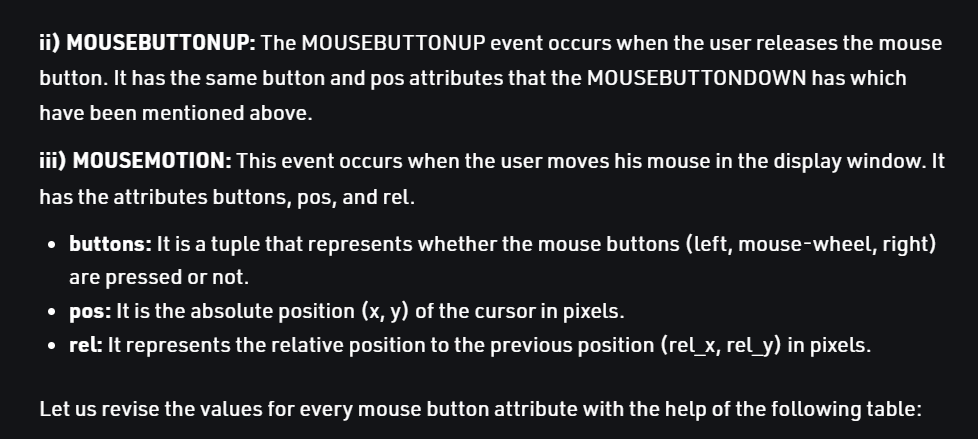 ii) MOUSEBUTTONUP: The MOUSEBUTTONUP event occurs when the user releases the mouse
button. It has the same button and pos attributes that the MOUSEBUTTONDOWN has which
have been mentioned above.
iii) MOUSEMOTION: This event occurs when the user moves his mouse in the display window. It
has the attributes buttons, pos, and rel.
• buttons: It is a tuple that represents whether the mouse buttons (left, mouse-wheel, right)
are pressed or not.
• pos: It is the absolute position (x, y) of the cursor in pixels.
• rel: It represents the relative position to the previous position (rel_x, rel_y) in pixels.
Let us revise the values for every mouse button attribute with the help of the following table: